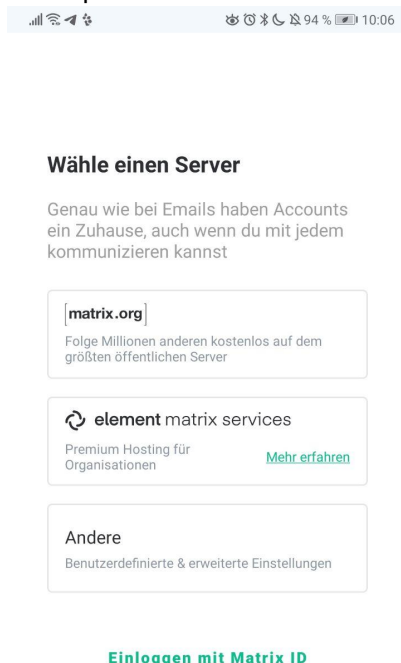 94 % 10:06
Wähle einen Server
Genau wie bei Emails haben Accounts
ein Zuhause, auch wenn du mit jedem
kommunizieren kannst
[matrix.org]
Folge Millionen anderen kostenlos auf dem
größten öffentlichen Server
element matrix services
Premium Hosting für
Organisationen
Mehr erfahren
Andere
Benutzerdefinierte & erweiterte Einstellungen
Einloggen mit Matrix ID